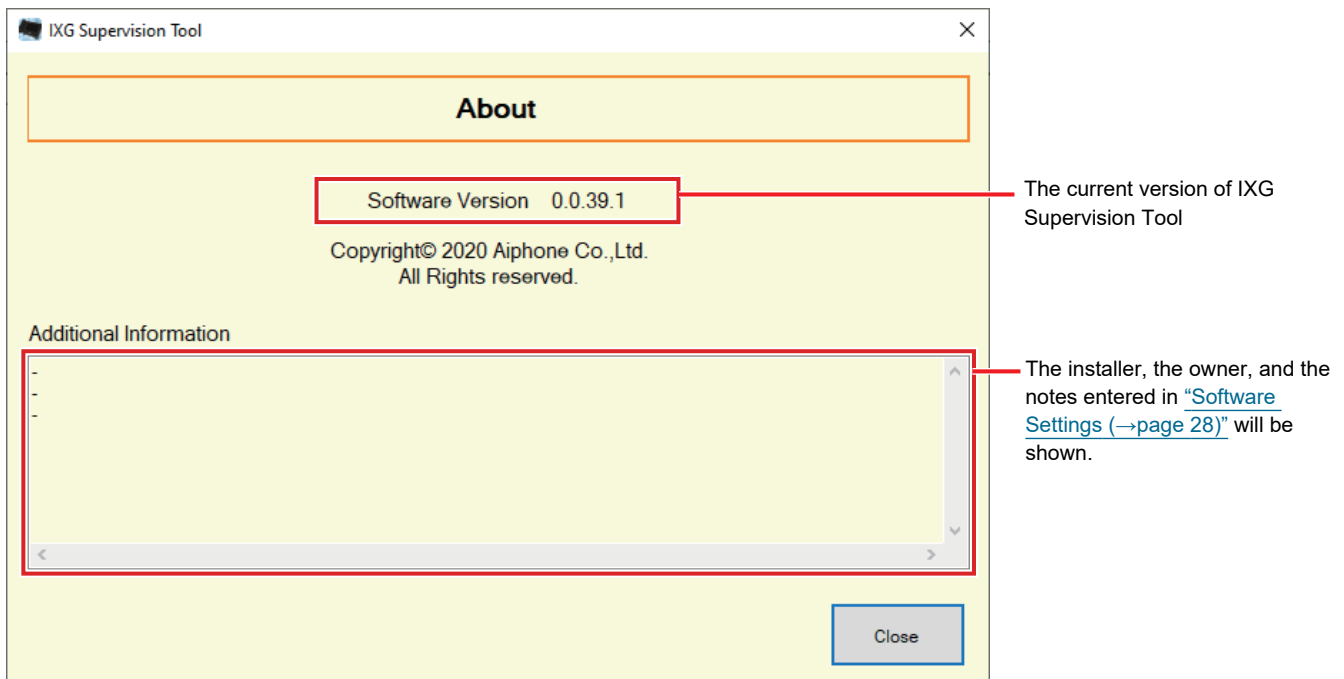 IXG Supervision Tool
About
Software Version 0.0.39.1
Copyright© 2020 Aiphone Co.,Ltd.
All Rights reserved.
Additional Information
-
-
-
Close
The current version of IXG
Supervision Tool
The installer, the owner, and the
notes entered in “Software
Settings (→page 28)” will be
shown.